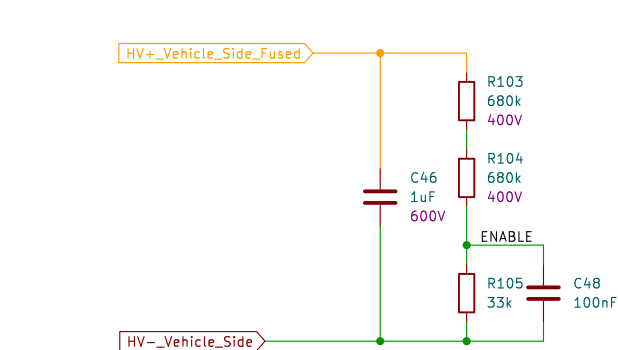 HV+_Vehicle_Side_Fused
R103
680k
400V
R104
680k
400V
C46
1uF
600V
ENABLE
R105
33k
C48
100nF
HV-_Vehicle_Side